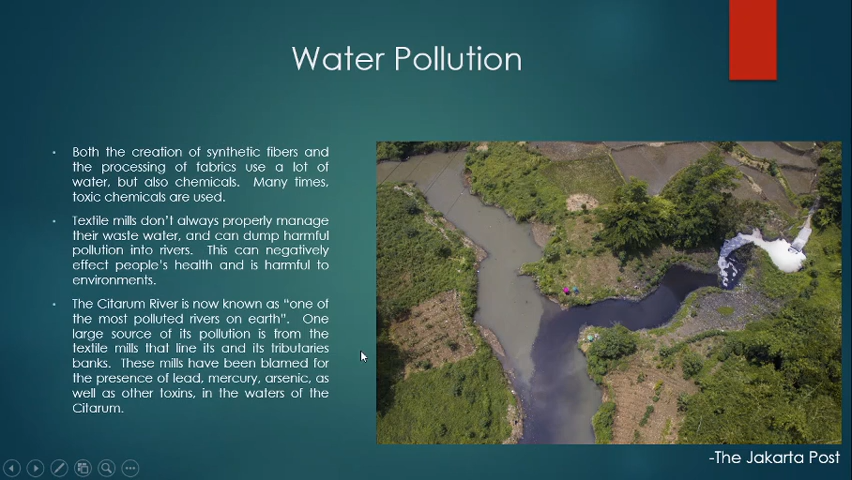 Water Pollution
Both the creation of synthetic fibers and
the processing of fabrics use a lot of
water, but also chemicals. Many times,
toxic chemicals are used.
Textile mills don't always properly manage
their waste water, and can dump harmful
pollution into rivers. This can negatively
effect people's health and is harmful to
environments.
The Citarum River is now known as “one of
the most polluted rivers on earth”. One
large source of its pollution is from the
textile mills that line its and its tributaries
banks. These mills have been blamed for
the presence of lead, mercury, arsenic, as
well as other toxins, in the waters of the
Citarum.
-The Jakarta Post